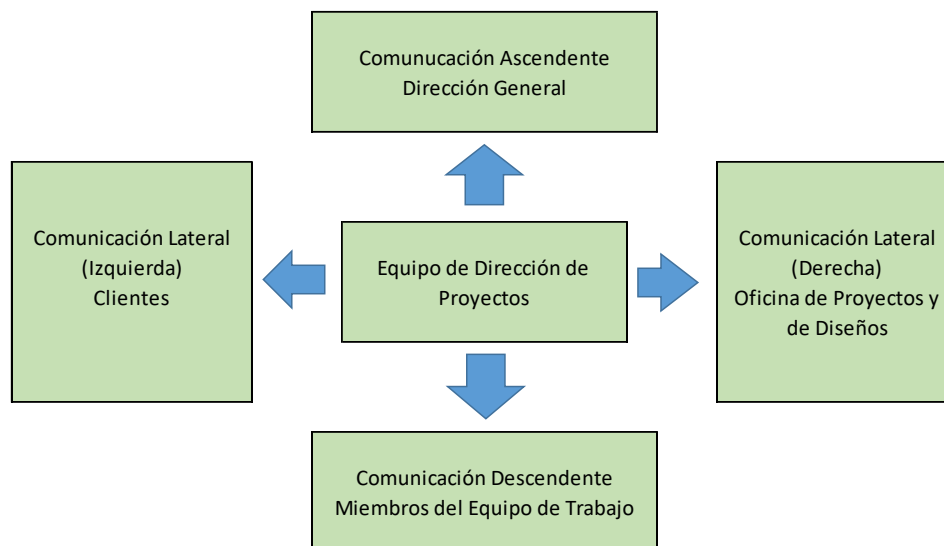 Comunucación Ascendente
Dirección General
Comunicación Lateral
(Izquierda)
Clientes
Equipo de Dirección de
Proyectos
Comunicación Lateral
(Derecha)
Oficina de Proyectos y
de Diseños
Comunicación Descendente
Miembros del Equipo de Trabajo